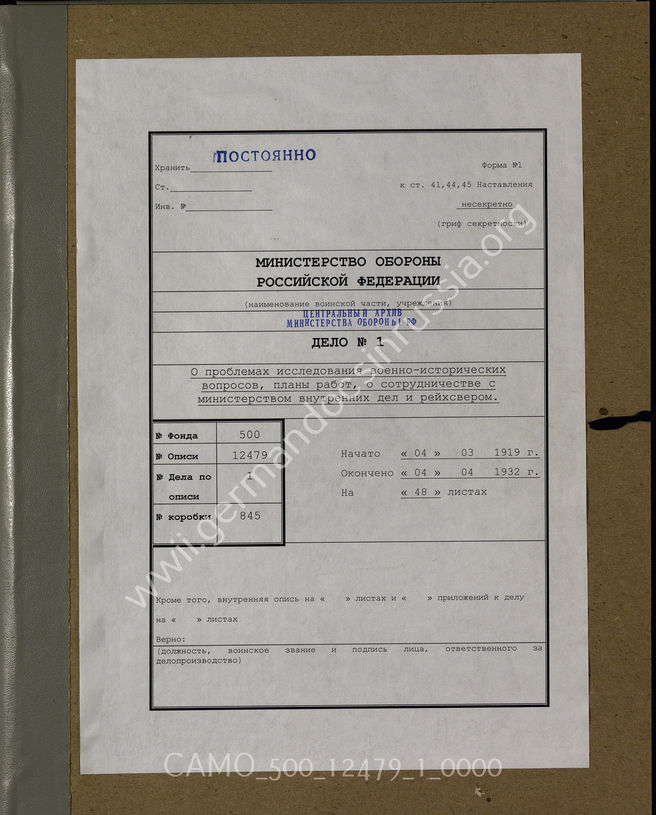 Хранить ПОСТОЯННО
Форма №1
Ст.
к ст. 41,44,45 Наставления
Инв. №
несекретно
(гриф секретности)
МИНИСТЕРСТВО ОБОРОНЫ
РОССИЙСКОЙ ФЕДЕРАЦИИ
(наименование воинской части, учреждения)
ЦЕНТРАЛЬНЫЙ АРХИВ
МИНИСТЕРСТВА ОБОРОНЫ РФ
ДЕЛО № 1
О проблемах исследования военно-исторических
вопросов, планы работ, о сотрудничестве с
министерством внутренних дел и рейхсвером.
№ Фонда 500
№ Описи 12479
№ Дела по описи 1
№ коробки 845
Начато « 04 » 03 1919 г.
Окончено « 04 » 04 1932 г.
На « 48 » листах
Кроме того, внутренняя опись на « » листах и « » приложений к делу
на « » листах
Верно:
(должность, воинское звание и подпись лица, ответственного за
делопроизводство)
www.germandocsinrussia.org
CAMO_500_12479_1_0000